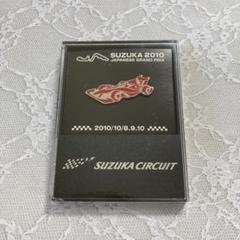 SUZUKA 2010
JAPANESE GRAND PRIX
2010/10/8.9.10
SUZUKA CIRCUIT